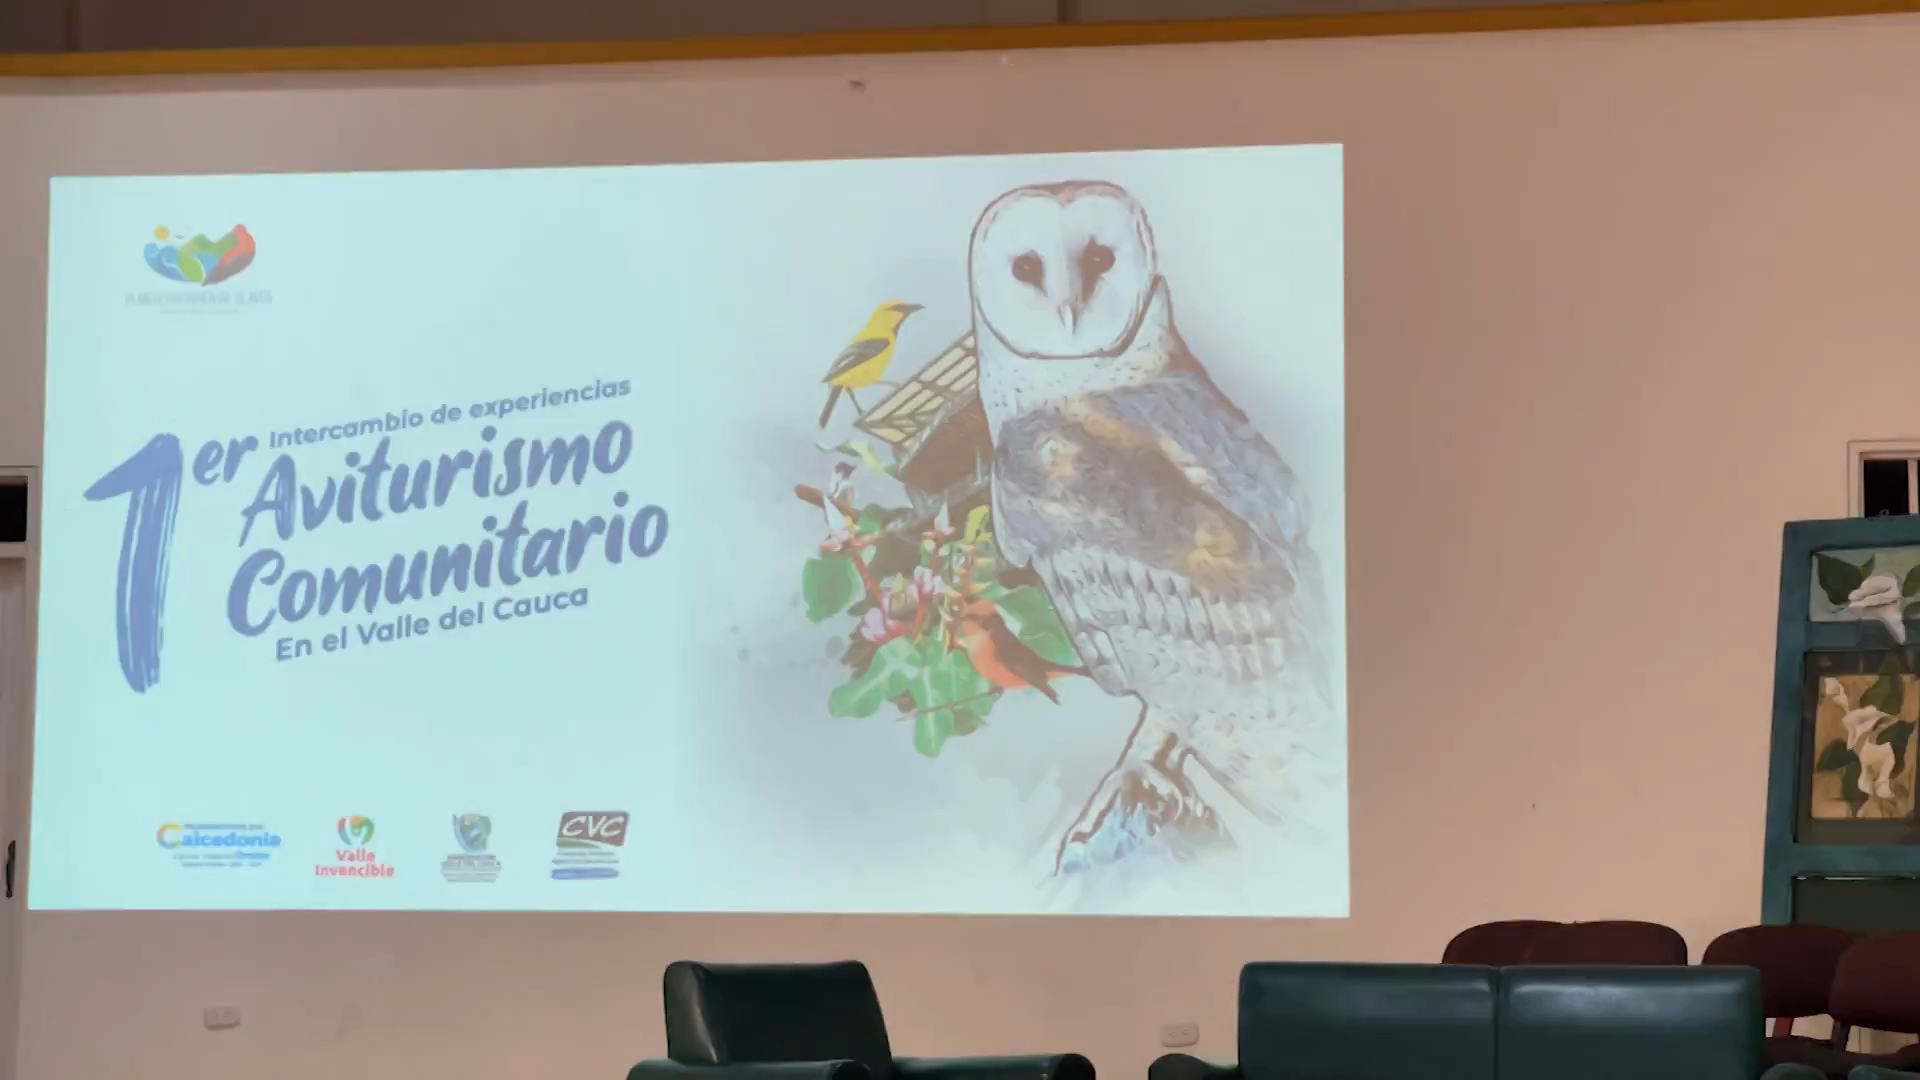 1er Intercambio de experiencias
Aviturismo
Comunitario
En el Valle del Cauca
Caicedonia
Valle
Invencible
CVC